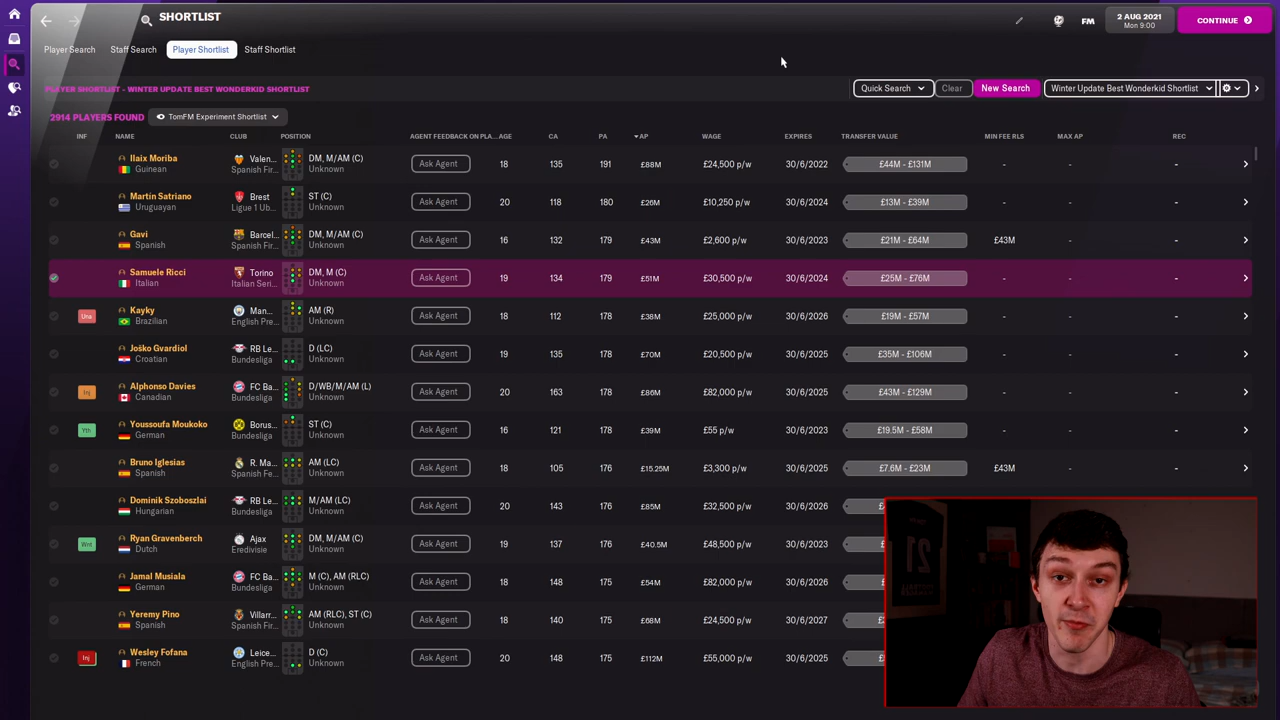 SHORTLIST
FM
2 AUG 2021
Mon 9:00
CONTINUE
Player Search
Staff Search
Player Shortlist
Staff Shortlist
PLAYER SHORTLIST - WINTER UPDATE BEST WONDERKID SHORTLIST
Quick Search
Clear
New Search
Winter Update Best Wonderkid Shortlist
2914 PLAYERS FOUND
TomFM Experiment Shortlist
INF NAME CLUB POSITION AGENT FEEDBACK ON PLA... AGE CA PA AP WAGE EXPIRES TRANSFER VALUE MIN FEE RLS MAX AP REC
Ilaix Moriba Valen... DM, M/AM (C) Ask Agent 18 135 191 £88M £24,500 p/w 30/6/2022 £44M - £131M - - -
Guinean Spanish Fir... Unknown
Martín Satriano Brest ST (C) Ask Agent 20 118 180 £26M £10,250 p/w 30/6/2024 £13M - £39M - - -
Uruguayan Ligue 1 Ub... Unknown
Gavi Barcel... DM, M/AM (C) Ask Agent 16 132 179 £43M £2,600 p/w 30/6/2023 £21M - £64M £43M - -
Spanish Spanish Fir... Unknown
Samuele Ricci Torino DM, M (C) Ask Agent 19 134 179 £51M £30,500 p/w 30/6/2024 £25M - £76M - - -
Italian Italian Seri... Unknown
Una Kayky Man... AM (R) Ask Agent 18 112 178 £38M £25,000 p/w 30/6/2026 £19M - £57M - - -
Brazilian English Pre... Unknown
Joško Gvardiol RB Le... D (LC) Ask Agent 19 135 178 £70M £20,500 p/w 30/6/2025 £35M - £106M - - -
Croatian Bundesliga Unknown
Inj Alphonso Davies FC Ba... D/WB/M/AM (L) Ask Agent 20 163 178 £86M £82,000 p/w 30/6/2025 £43M - £129M - - -
Canadian Bundesliga Unknown
Yth Youssoufa Moukoko Borus... ST (C) Ask Agent 16 121 178 £39M £55 p/w 30/6/2023 £19.5M - £58M - - -
German Bundesliga Unknown
Bruno Iglesias R. Ma... AM (LC) Ask Agent 18 105 176 £15.25M £3,300 p/w 30/6/2025 £7.6M - £23M £43M - -
Spanish Spanish Fe... Unknown
Dominik Szoboszlai RB Le... M/AM (LC) Ask Agent 20 143 176 £85M £32,500 p/w 30/6/2026
Hungarian Bundesliga Unknown
Wnt Ryan Gravenberch Ajax DM, M/AM (C) Ask Agent 19 137 176 £40.5M £48,500 p/w 30/6/2023
Dutch Eredivisie Unknown
Jamal Musiala FC Ba... M (C), AM (RLC) Ask Agent 18 148 175 £54M £82,000 p/w 30/6/2026
German Bundesliga Unknown
Yeremy Pino Villarr... AM (RLC), ST (C) Ask Agent 18 140 175 £68M £24,500 p/w 30/6/2027
Spanish Spanish Fir... Unknown
Inj Wesley Fofana Leice... D (C) Ask Agent 20 148 175 £112M £55,000 p/w 30/6/2025
French English Pre... Unknown
21